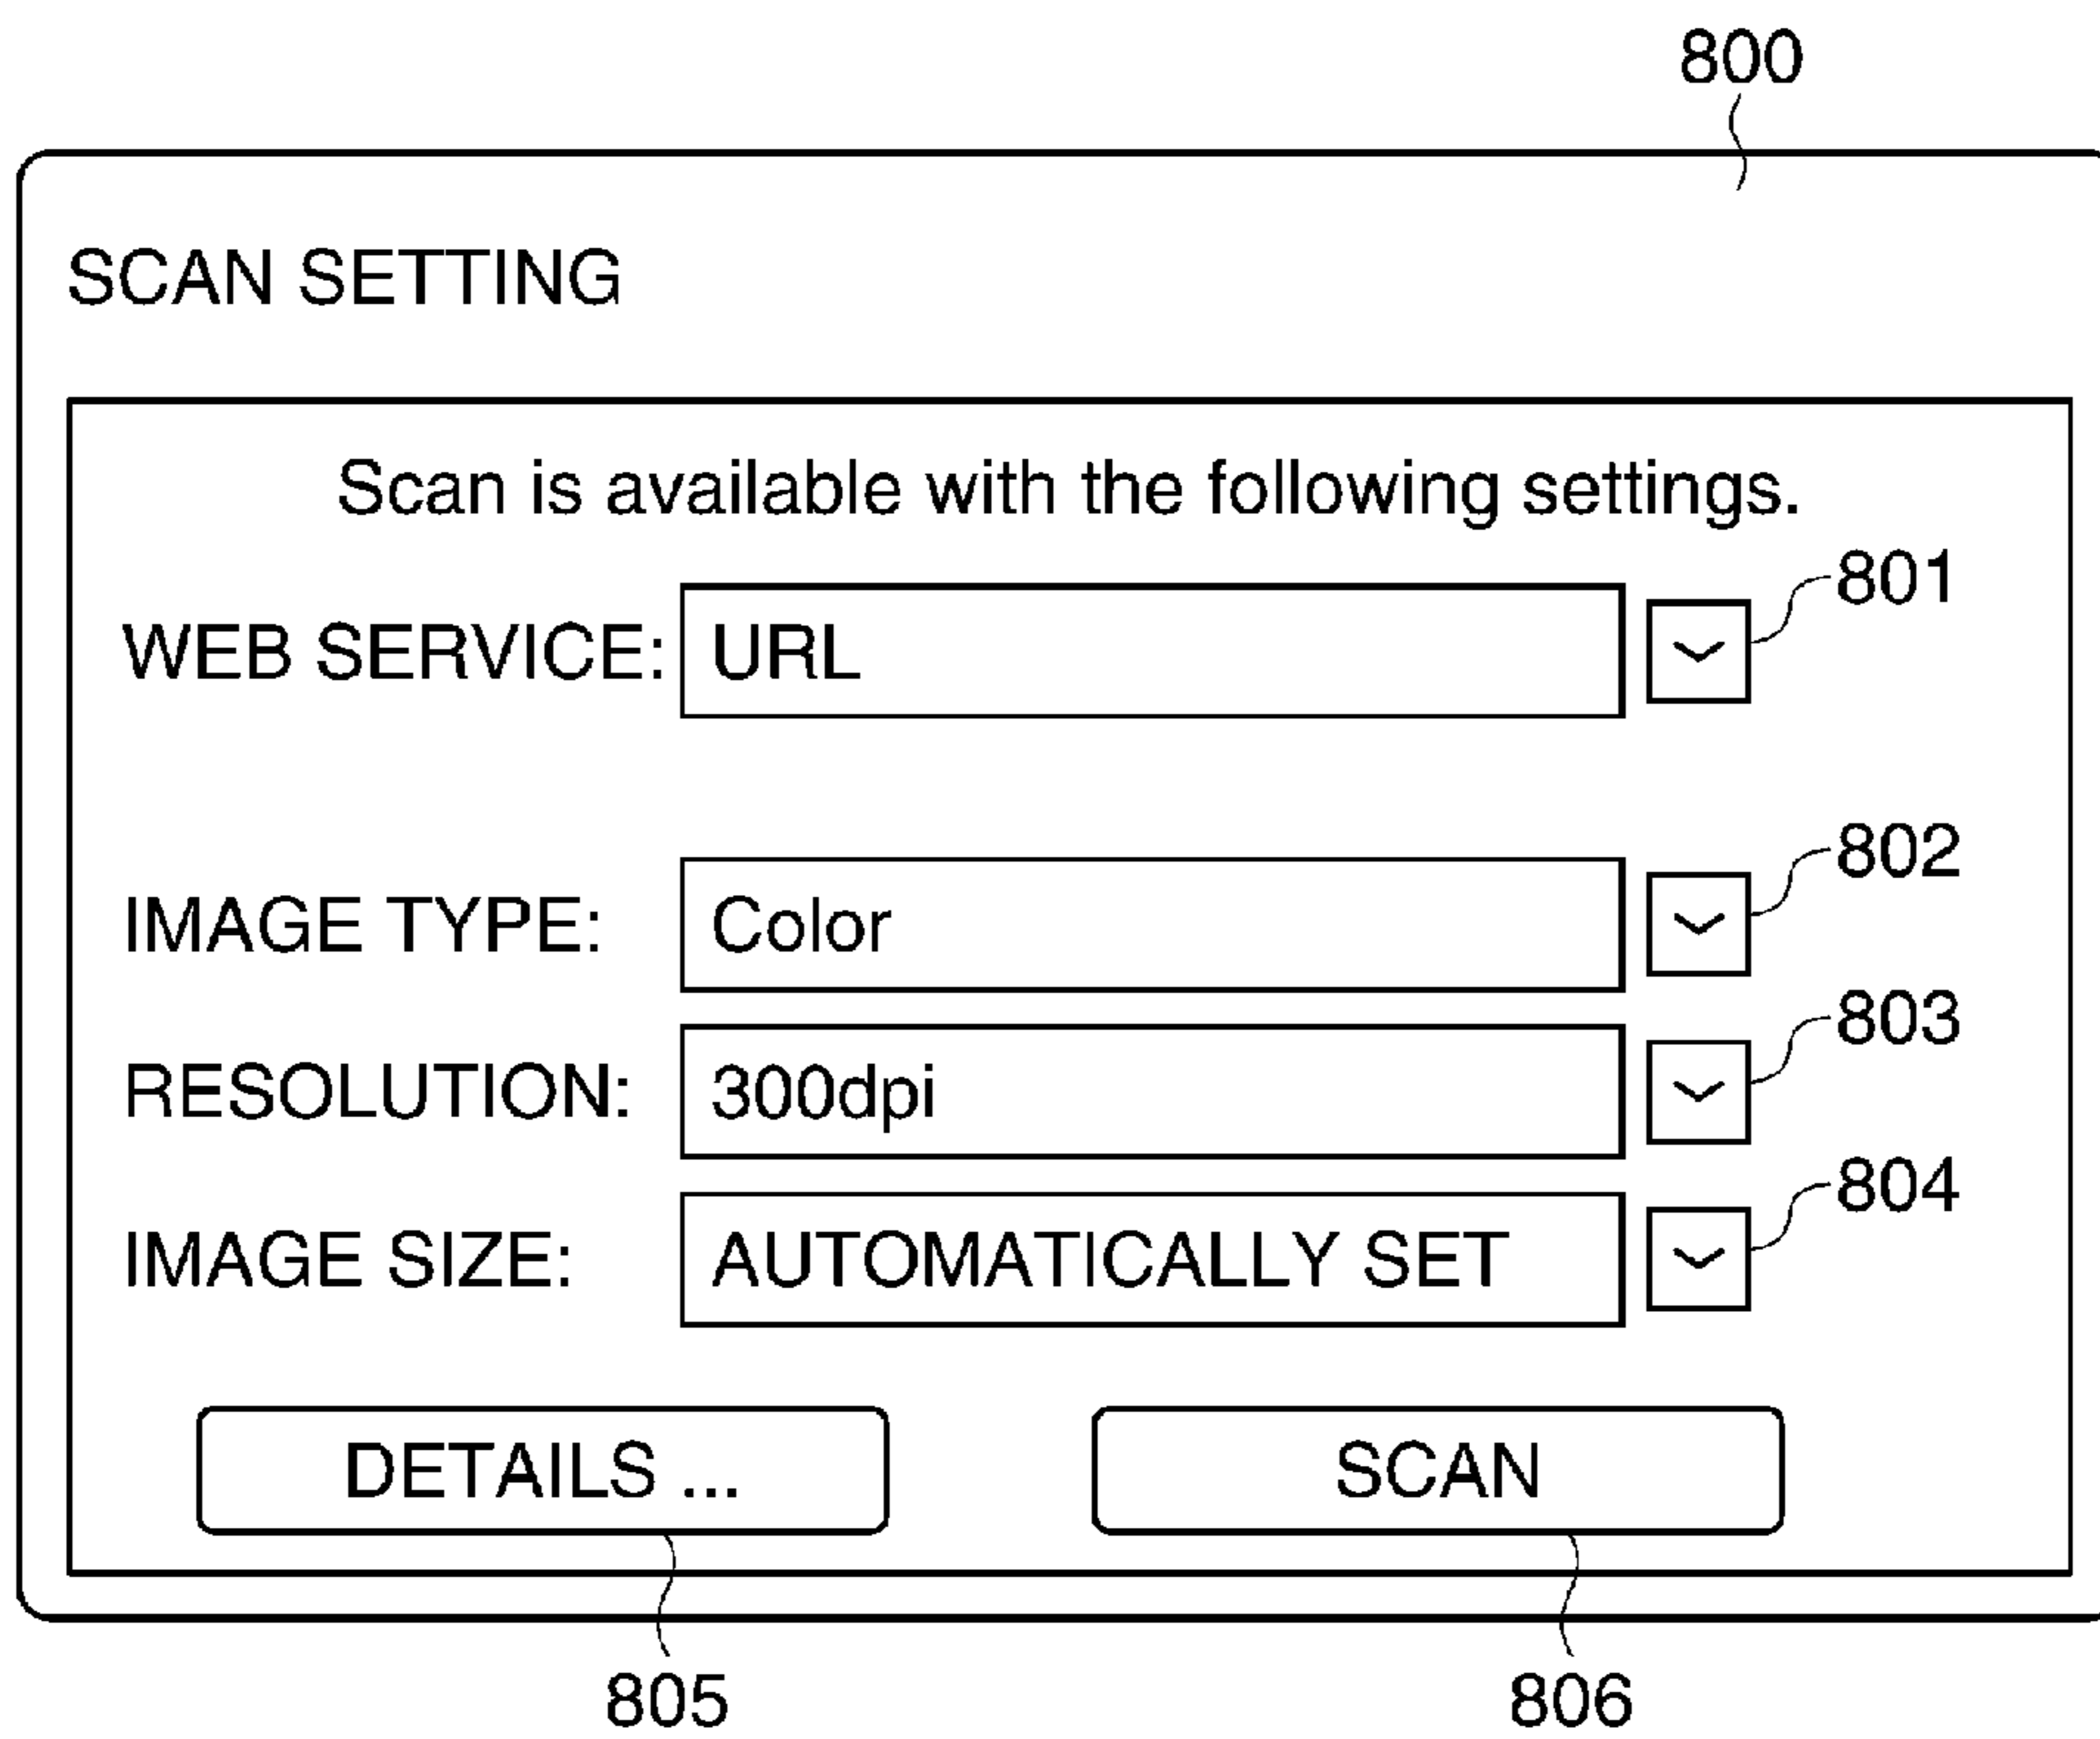 800
SCAN SETTING
Scan is available with the following settings.
WEB SERVICE: URL 801
IMAGE TYPE: Color 802
RESOLUTION: 300dpi 803
IMAGE SIZE: AUTOMATICALLY SET 804
DETAILS ... SCAN
805 806